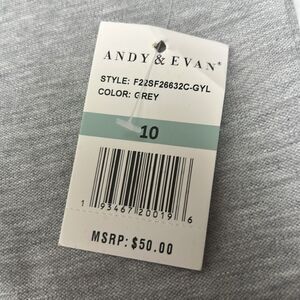 ANDY & EVAN®
STYLE: F22SF26632C-GYL
COLOR: GREY
10
1 93467 20019 6
MSRP: $50.00